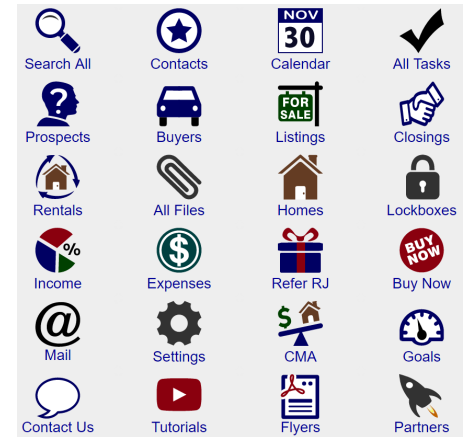 NOV
30
Search All
Contacts
Calendar
All Tasks
?
FOR
SALE
Prospects
Buyers
Listings
Closings
Rentals
All Files
Homes
Lockboxes
%
$
BUY
NOW
Income
Expenses
Refer RJ
Buy Now
@
$
Mail
Settings
CMA
Goals
Contact Us
Tutorials
Flyers
Partners